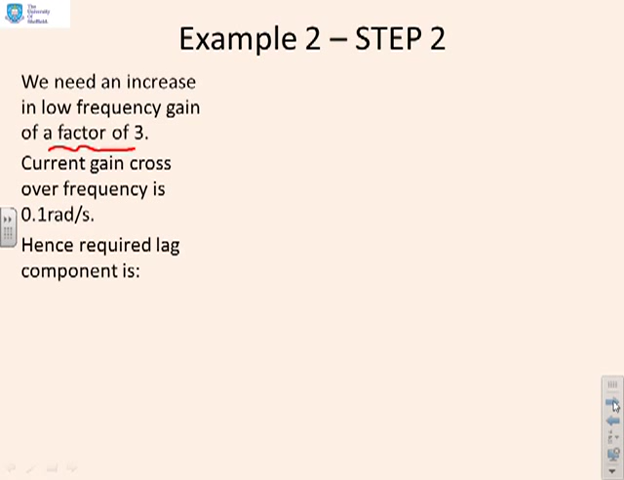 The
University
Of
Sheffield.
Example 2 – STEP 2
We need an increase
in low frequency gain
of a factor of 3.
Current gain cross
over frequency is
0.1rad/s.
Hence required lag
component is: